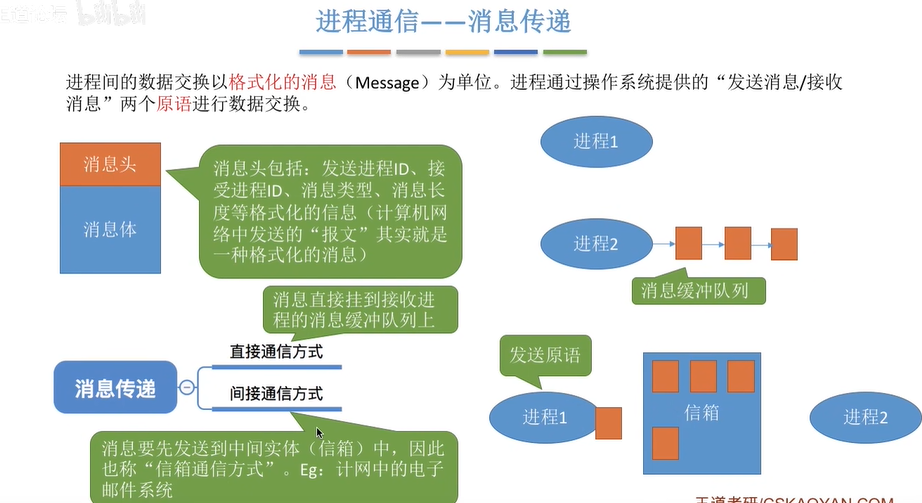 bilibili
进程通信——消息传递
进程间的数据交换以格式化的消息（Message）为单位。进程通过操作系统提供的“发送消息/接收
消息”两个原语进行数据交换。
消息头
消息体
消息头包括：发送进程ID、接
受进程ID、消息类型、消息长
度等格式化的信息（计算机网
络中发送的“报文”其实就是
一种格式化的消息）
进程1
进程2
消息缓冲队列
消息直接挂到接收进
程的消息缓冲队列上
直接通信方式
消息传递
间接通信方式
消息要先发送到中间实体（信箱）中，因此
也称“信箱通信方式”。Eg：计网中的电子
邮件系统
发送原语
进程1
信箱
进程2
王道考研/CSKAOYAN.COM